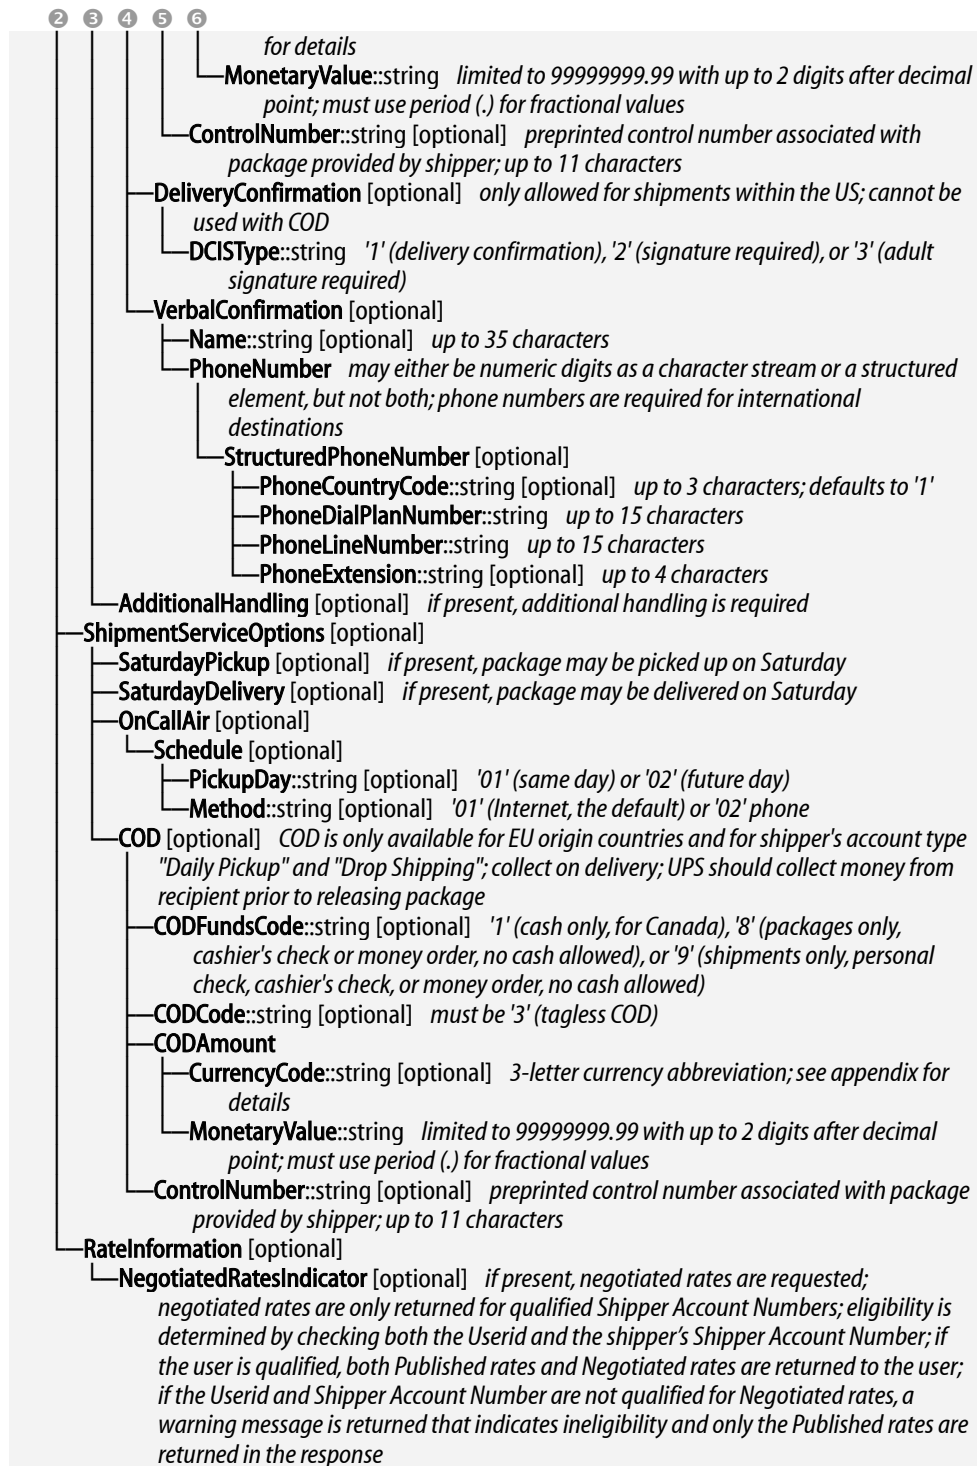 2 3 4 5 6
for details
MonetaryValue::string limited to 99999999.99 with up to 2 digits after decimal
point; must use period (.) for fractional values
ControlNumber::string [optional] preprinted control number associated with
package provided by shipper; up to 11 characters
DeliveryConfirmation [optional] only allowed for shipments within the US; cannot be
used with COD
DCISType::string '1' (delivery confirmation), '2' (signature required), or '3' (adult
signature required)
VerbalConfirmation [optional]
Name::string [optional] up to 35 characters
PhoneNumber may either be numeric digits as a character stream or a structured
element, but not both; phone numbers are required for international
destinations
StructuredPhoneNumber [optional]
PhoneCountryCode::string [optional] up to 3 characters; defaults to '1'
PhoneDialPlanNumber::string up to 15 characters
PhoneLineNumber::string up to 15 characters
PhoneExtension::string [optional] up to 4 characters
AdditionalHandling [optional] if present, additional handling is required
ShipmentServiceOptions [optional]
SaturdayPickup [optional] if present, package may be picked up on Saturday
SaturdayDelivery [optional] if present, package may be delivered on Saturday
OnCallAir [optional]
Schedule [optional]
PickupDay::string [optional] '01' (same day) or '02' (future day)
Method::string [optional] '01' (Internet, the default) or '02' phone
COD [optional] COD is only available for EU origin countries and for shipper's account type
"Daily Pickup" and "Drop Shipping"; collect on delivery; UPS should collect money from
recipient prior to releasing package
CODFundsCode::string [optional] '1' (cash only, for Canada), '8' (packages only,
cashier's check or money order, no cash allowed), or '9' (shipments only, personal
check, cashier's check, or money order, no cash allowed)
CODCode::string [optional] must be '3' (tagless COD)
CODAmount
CurrencyCode::string [optional] 3-letter currency abbreviation; see appendix for
details
MonetaryValue::string limited to 99999999.99 with up to 2 digits after decimal
point; must use period (.) for fractional values
ControlNumber::string [optional] preprinted control number associated with package
provided by shipper; up to 11 characters
RateInformation [optional]
NegotiatedRatesIndicator [optional] if present, negotiated rates are requested;
negotiated rates are only returned for qualified Shipper Account Numbers; eligibility is
determined by checking both the Userid and the shipper's Shipper Account Number; if
the user is qualified, both Published rates and Negotiated rates are returned to the user;
if the Userid and Shipper Account Number are not qualified for Negotiated rates, a
warning message is returned that indicates ineligibility and only the Published rates are
returned in the response